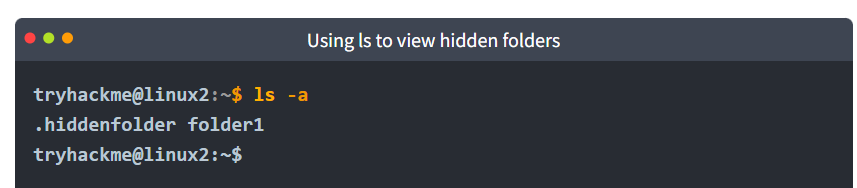 Using ls to view hidden folders
tryhackme@linux2:~$ ls -a
.hiddenfolder folder1
tryhackme@linux2:~$